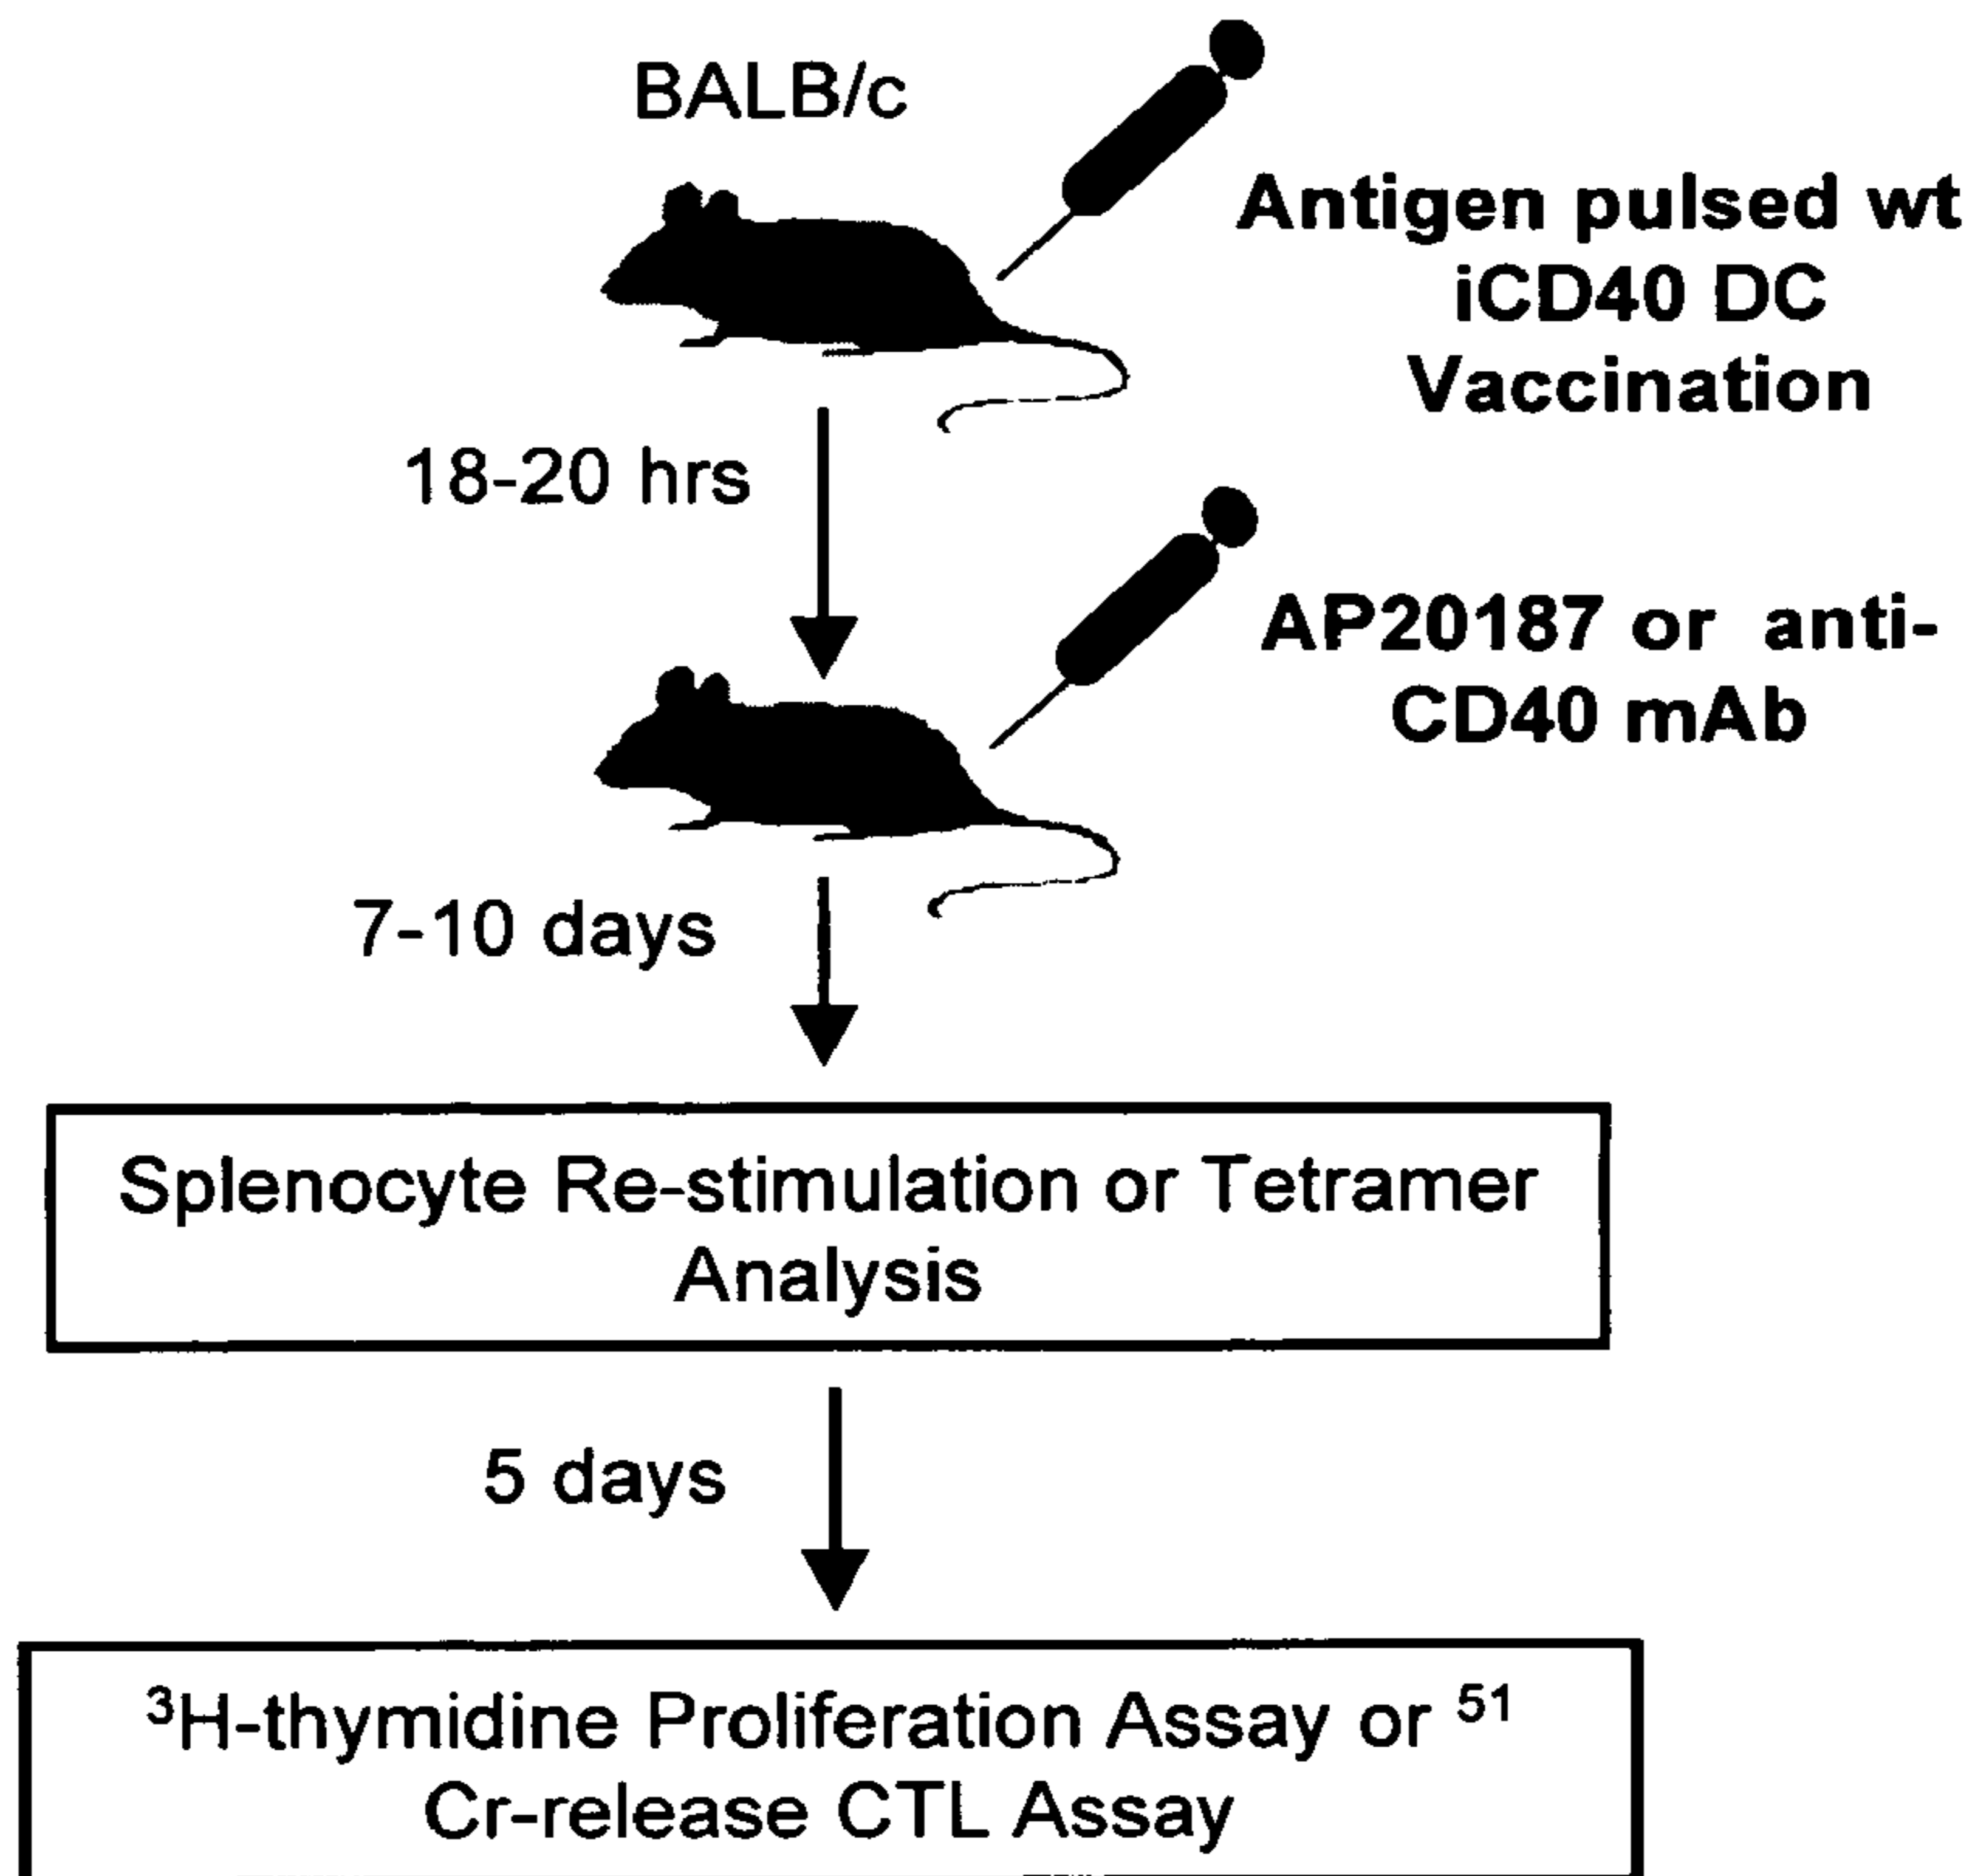 BALB/c
Antigen pulsed wt
iCD40 DC
Vaccination
18-20 hrs
AP20187 or anti-
CD40 mAb
7-10 days
Splenocyte Re-stimulation or Tetramer
Analysis
5 days
³H-thymidine Proliferation Assay or ⁵¹
Cr-release CTL Assay